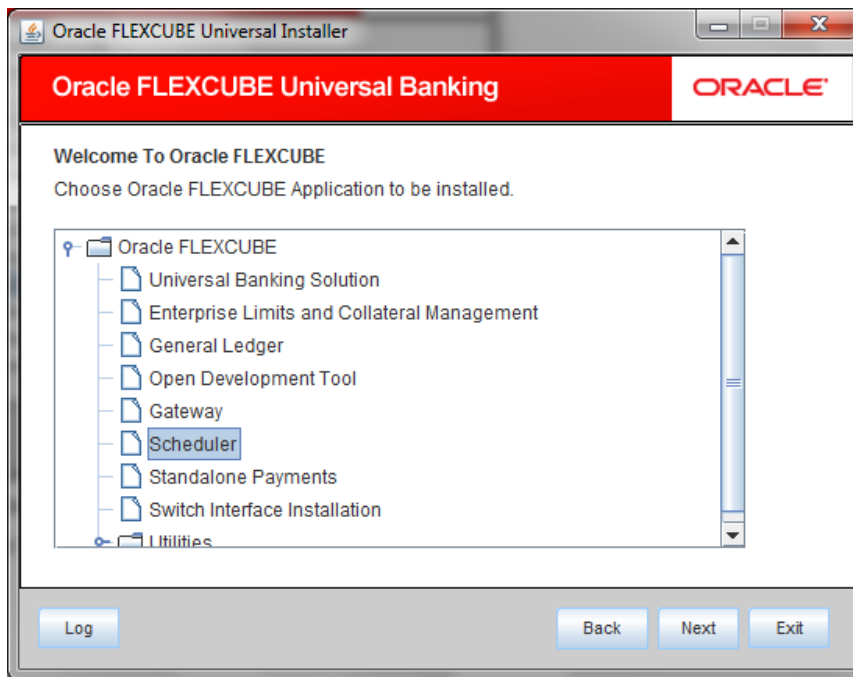 Oracle FLEXCUBE Universal Installer
Oracle FLEXCUBE Universal Banking
ORACLE
Welcome To Oracle FLEXCUBE
Choose Oracle FLEXCUBE Application to be installed.
Oracle FLEXCUBE
Universal Banking Solution
Enterprise Limits and Collateral Management
General Ledger
Open Development Tool
Gateway
Scheduler
Standalone Payments
Switch Interface Installation
Utilities
Log
Back
Next
Exit